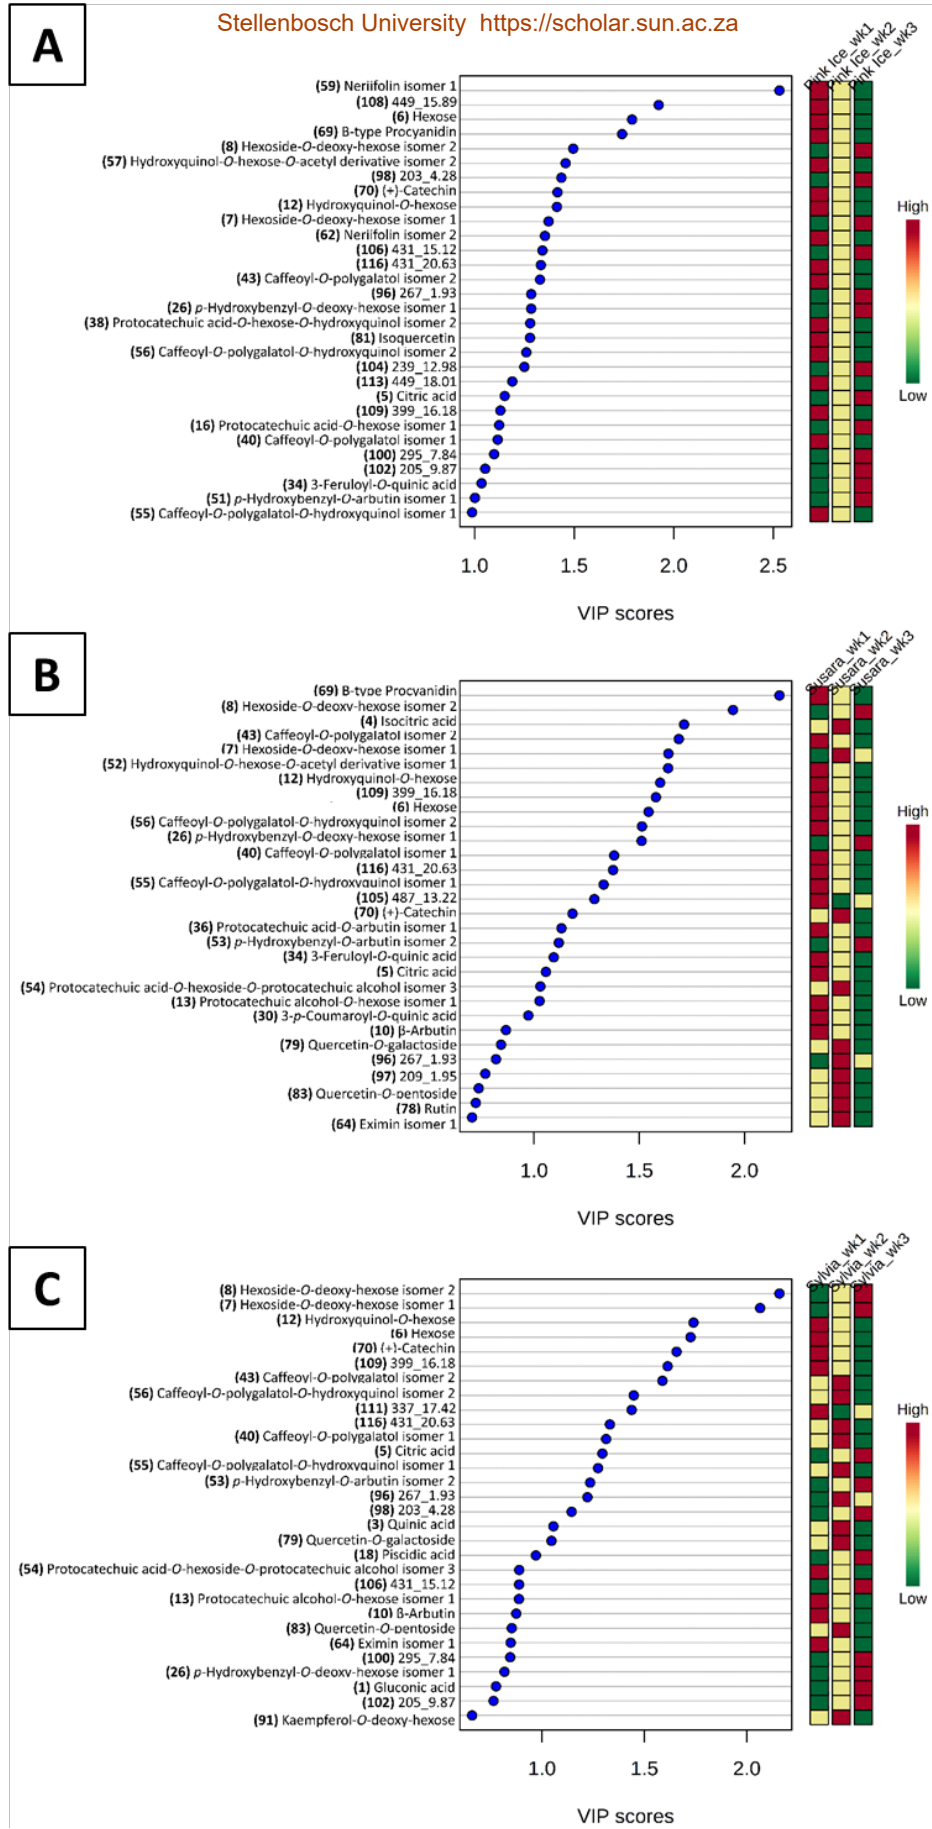 Stellenbosch University https://scholar.sun.ac.za
A
Pink Ice_wk1
Pink Ice_wk2
Pink Ice_wk3
(59) Neriifolin isomer 1
(108) 449_15.89
(6) Hexose
(69) B-type Procyanidin
(8) Hexoside-O-deoxy-hexose isomer 2
(57) Hydroxyquinol-O-hexose-O-acetyl derivative isomer 2
(98) 203_4.28
(70) (+)-Catechin
(12) Hydroxyquinol-O-hexose
(7) Hexoside-O-deoxy-hexose isomer 1
(62) Neriifolin isomer 2
(106) 431_15.12
(116) 431_20.63
(43) Caffeoyl-O-polygalatol isomer 2
(96) 267_1.93
(26) p-Hydroxybenzyl-O-deoxy-hexose isomer 1
(38) Protocatechuic acid-O-hexose-O-hydroxyquinol isomer 2
(81) Isoquercetin
(56) Caffeoyl-O-polygalatol-O-hydroxyquinol isomer 2
(104) 239_12.98
(113) 449_18.01
(5) Citric acid
(109) 399_16.18
(16) Protocatechuic acid-O-hexose isomer 1
(40) Caffeoyl-O-polygalatol isomer 1
(100) 295_7.84
(102) 205_9.87
(34) 3-Feruloyl-O-quinic acid
(51) p-Hydroxybenzyl-O-arbutin isomer 1
(55) Caffeoyl-O-polygalatol-O-hydroxyquinol isomer 1
High
Low
1.0 1.5 2.0 2.5
VIP scores
B
Susara_wk1
Susara_wk2
Susara_wk3
(69) B-type Procyanidin
(8) Hexoside-O-deoxy-hexose isomer 2
(4) Isocitric acid
(43) Caffeoyl-O-polygalatol isomer 2
(7) Hexoside-O-deoxy-hexose isomer 1
(52) Hydroxyquinol-O-hexose-O-acetyl derivative isomer 1
(12) Hydroxyquinol-O-hexose
(109) 399_16.18
(6) Hexose
(56) Caffeoyl-O-polygalatol-O-hydroxyquinol isomer 2
(26) p-Hydroxybenzyl-O-deoxy-hexose isomer 1
(40) Caffeoyl-O-polygalatol isomer 1
(116) 431_20.63
(55) Caffeoyl-O-polygalatol-O-hydroxyquinol isomer 1
(105) 487_13.22
(70) (+)-Catechin
(36) Protocatechuic acid-O-arbutin isomer 1
(53) p-Hydroxybenzyl-O-arbutin isomer 2
(34) 3-Feruloyl-O-quinic acid
(5) Citric acid
(54) Protocatechuic acid-O-hexoside-O-protocatechuic alcohol isomer 3
(13) Protocatechuic alcohol-O-hexose isomer 1
(30) 3-p-Coumaroyl-O-quinic acid
(10) β-Arbutin
(79) Quercetin-O-galactoside
(96) 267_1.93
(97) 209_1.95
(83) Quercetin-O-pentoside
(78) Rutin
(64) Eximin isomer 1
High
Low
1.0 1.5 2.0
VIP scores
C
Sylvia_wk1
Sylvia_wk2
Sylvia_wk3
(8) Hexoside-O-deoxy-hexose isomer 2
(7) Hexoside-O-deoxy-hexose isomer 1
(12) Hydroxyquinol-O-hexose
(6) Hexose
(70) (+)-Catechin
(109) 399_16.18
(43) Caffeoyl-O-polygalatol isomer 2
(56) Caffeoyl-O-polygalatol-O-hydroxyquinol isomer 2
(111) 337_17.42
(116) 431_20.63
(40) Caffeoyl-O-polygalatol isomer 1
(5) Citric acid
(55) Caffeoyl-O-polygalatol-O-hydroxyquinol isomer 1
(53) p-Hydroxybenzyl-O-arbutin isomer 2
(96) 267_1.93
(98) 203_4.28
(3) Quinic acid
(79) Quercetin-O-galactoside
(18) Piscidic acid
(54) Protocatechuic acid-O-hexoside-O-protocatechuic alcohol isomer 3
(106) 431_15.12
(13) Protocatechuic alcohol-O-hexose isomer 1
(10) β-Arbutin
(83) Quercetin-O-pentoside
(64) Eximin isomer 1
(100) 295_7.84
(26) p-Hydroxybenzyl-O-deoxy-hexose isomer 1
(1) Gluconic acid
(102) 205_9.87
(91) Kaempferol-O-deoxy-hexose
High
Low
1.0 1.5 2.0
VIP scores